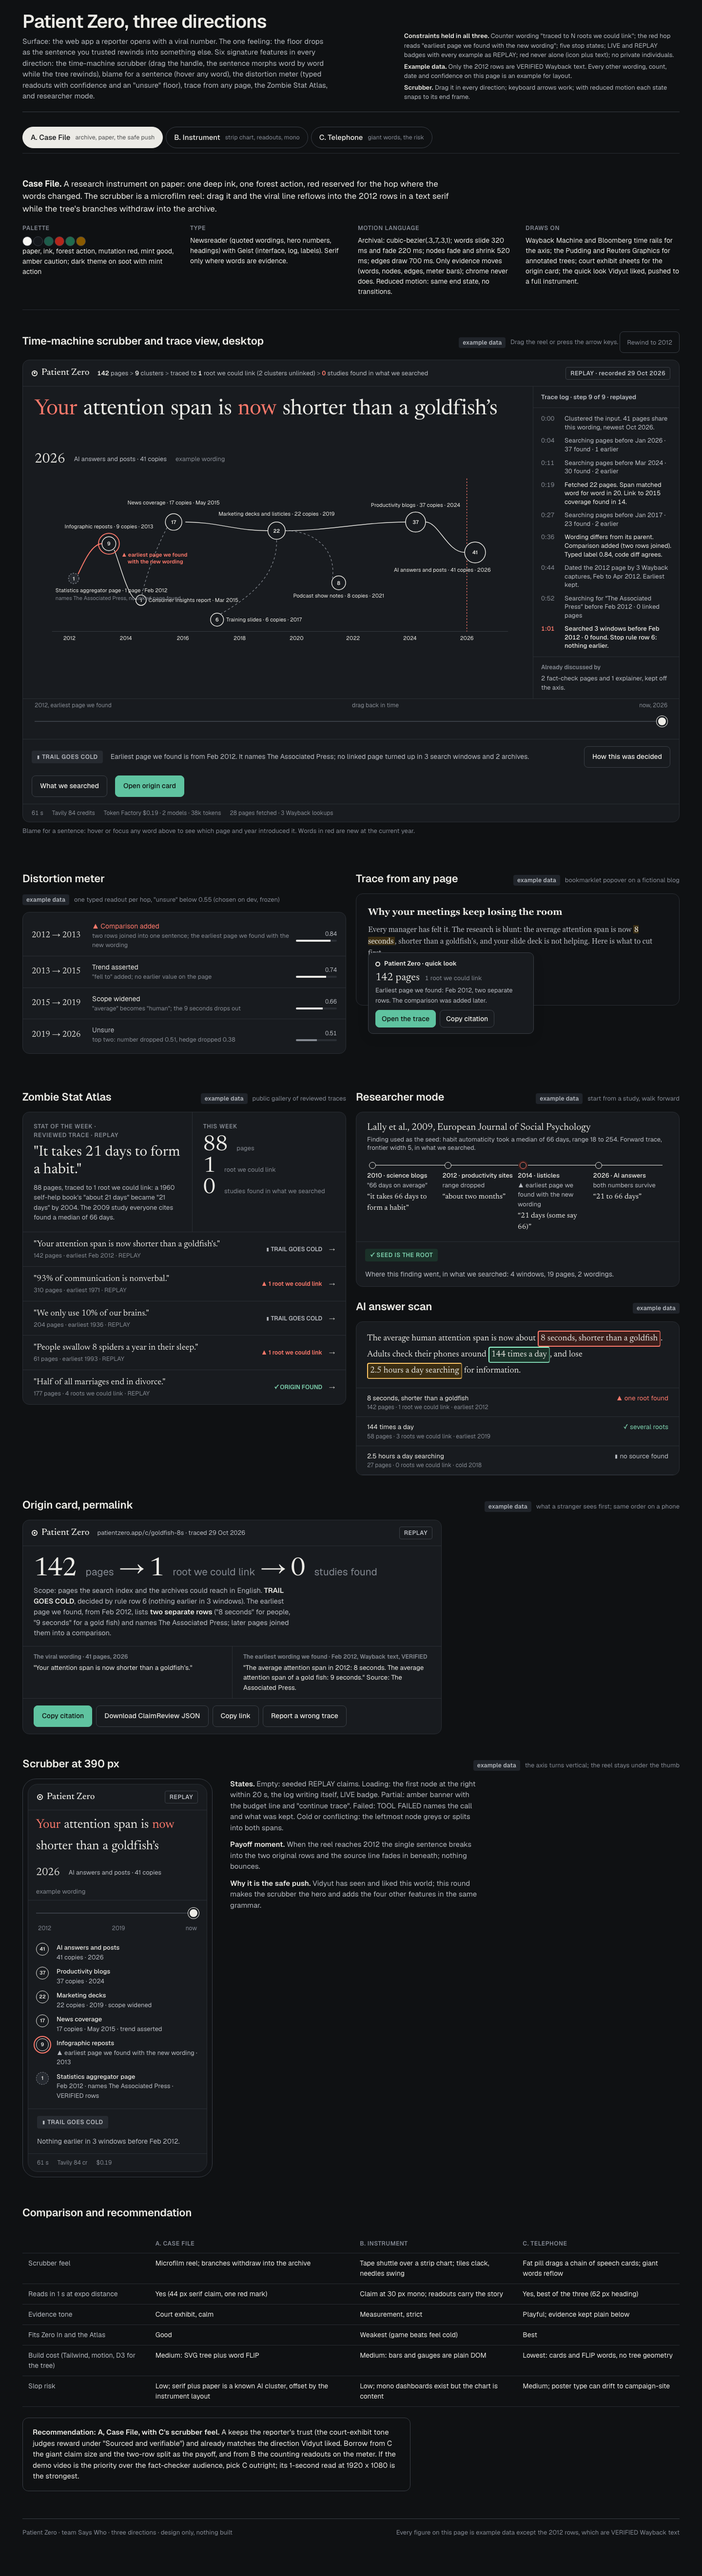 Patient Zero, three directions
Surface: the web app a reporter opens with a viral number. The one feeling: the floor drops
as the sentence you trusted rewinds into something else. Six signature features in every
direction: the time-machine scrubber (drag the handle, the sentence morphs word by word
while the tree rewinds), blame for a sentence (hover any word), the distortion meter (typed
readouts with confidence and an "unsure" floor), trace from any page, the Zombie Stat Atlas,
and researcher mode.
Constraints held in all three. Counter wording "traced to N roots we could link"; the red hop
reads "earliest page we found with the new wording"; five stop states; LIVE and REPLAY
badges with every example as REPLAY; red never alone (icon plus text); no private individuals.
Example data. Only the 2012 rows are VERIFIED Wayback text. Every other wording, count,
date and confidence on this page is an example for layout.
Scrubber. Drag it in every direction; keyboard arrows work; with reduced motion each state
snaps to its end frame.
A. Case File archive, paper, the safe push
B. Instrument strip chart, readouts, mono
C. Telephone giant words, the risk
Case File. A research instrument on paper: one deep ink, one forest action, red reserved for the hop where the
words changed. The scrubber is a microfilm reel: drag it and the viral line reflows into the 2012 rows in a text serif
while the tree's branches withdraw into the archive.
PALETTE
paper, ink, forest action, mutation red, mint good,
amber caution; dark theme on soot with mint
action
TYPE
Newsreader (quoted wordings, hero numbers,
headings) with Geist (interface, log, labels). Serif
only where words are evidence.
MOTION LANGUAGE
Archival: cubic-bezier(.3,.7,.3,1); words slide 320
ms and fade 220 ms; nodes fade and shrink 520
ms; edges draw 700 ms. Only evidence moves
(words, nodes, edges, meter bars); chrome never
does. Reduced motion: same end state, no
transitions.
DRAWS ON
Wayback Machine and Bloomberg time rails for
the axis; the Pudding and Reuters Graphics for
annotated trees; court exhibit sheets for the
origin card; the quick look Vidyut liked, pushed to
a full instrument.
Time-machine scrubber and trace view, desktop
example data Drag the reel or press the arrow keys. Rewind to 2012
Patient Zero 142 pages > 9 clusters > traced to 1 root we could link (2 clusters unlinked) > 0 studies found in what we searched
REPLAY · recorded 29 Oct 2026
Your attention span is now shorter than a goldfish's
2026 AI answers and posts · 41 copies example wording
News coverage · 17 copies · May 2015
17
Marketing decks and listicles · 22 copies · 2019
22
Productivity blogs · 37 copies · 2024
37
Infographic reposts · 9 copies · 2013
9
▲ earliest page we found
with the new wording
41
AI answers and posts · 41 copies · 2026
1
Statistics aggregator page · 1 page · Feb 2012
names The Associated Press,
Consumer insights report · Mar 2015
8
Podcast show notes · 8 copies · 2021
6
Training slides · 6 copies · 2017
2012 2014 2016 2018 2020 2022 2024 2026
Trace log · step 9 of 9 · replayed
0:00 Clustered the input. 41 pages share
this wording, newest Oct 2026.
0:04 Searching pages before Jan 2026 ·
37 found · 1 earlier
0:11 Searching pages before Mar 2024 ·
30 found · 2 earlier
0:19 Fetched 22 pages. Span matched
word for word in 20. Link to 2015
coverage found in 14.
0:27 Searching pages before Jan 2017 ·
23 found · 2 earlier
0:36 Wording differs from its parent.
Comparison added (two rows joined).
Typed label 0.84, code diff agrees.
0:44 Dated the 2012 page by 3 Wayback
captures, Feb to Apr 2012. Earliest
kept.
0:52 Searching for "The Associated
Press" before Feb 2012 · 0 linked
pages
1:01 Searched 3 windows before Feb
2012 · 0 found. Stop rule row 6:
nothing earlier.
Already discussed by
2 fact-check pages and 1 explainer, kept off
the axis.
2012, earliest page we found drag back in time now, 2026
TRAIL GOES COLD Earliest page we found is from Feb 2012. It names The Associated Press; no linked page turned up in 3 search windows and 2 archives. How this was decided
What we searched Open origin card
61 s Tavily 84 credits Token Factory $0.19 · 2 models · 38k tokens 28 pages fetched · 3 Wayback lookups
Blame for a sentence: hover or focus any word above to see which page and year introduced it. Words in red are new at the current year.
Distortion meter
example data one typed readout per hop, "unsure" below 0.55 (chosen on dev, frozen)
2012 → 2013 ▲ Comparison added 0.84
two rows joined into one sentence; the earliest page we found with the
new wording
2013 → 2015 Trend asserted 0.74
"fell to" added; no earlier value on the page
2015 → 2019 Scope widened 0.66
"average" becomes "human"; the 9 seconds drops out
2019 → 2026 Unsure 0.51
top two: number dropped 0.51, hedge dropped 0.38
Trace from any page
example data bookmarklet popover on a fictional blog
Why your meetings keep losing the room
Every manager has felt it. The research is blunt: the average attention span is now 8
seconds, shorter than a goldfish's, and your slide deck is not helping. Here is what to cut
Patient Zero · quick look
142 pages 1 root we could link
Earliest page we found: Feb 2012, two separate
rows. The comparison was added later.
Open the trace Copy citation
Zombie Stat Atlas
example data public gallery of reviewed traces
STAT OF THE WEEK ·
REVIEWED TRACE · REPLAY
"It takes 21 days to form
a habit."
88 pages, traced to 1 root we could link: a 1960
self-help book's "about 21 days" became "21
days" by 2004. The 2009 study everyone cites
found a median of 66 days.
THIS WEEK
88 pages
1 root we could link
0 studies found in what we searched
"Your attention span is now shorter than a goldfish's." TRAIL GOES COLD →
142 pages · earliest Feb 2012 · REPLAY
"93% of communication is nonverbal." ▲ 1 root we could link →
310 pages · earliest 1971 · REPLAY
"We only use 10% of our brains." TRAIL GOES COLD →
204 pages · earliest 1936 · REPLAY
"People swallow 8 spiders a year in their sleep." ▲ 1 root we could link →
61 pages · earliest 1993 · REPLAY
"Half of all marriages end in divorce." ✓ ORIGIN FOUND →
177 pages · 4 roots we could link · REPLAY
Researcher mode
example data start from a study, walk forward
Lally et al., 2009, European Journal of Social Psychology
Finding used as the seed: habit automaticity took a median of 66 days, range 18 to 254. Forward trace,
frontier width 5, in what we searched.
2010 · science blogs
"66 days on average"
"it takes 66 days to
form a habit"
2012 · productivity sites
range dropped
"about two months"
2014 · listicles
▲ earliest page we
found with the new
wording
"21 days (some say
66)"
2026 · AI answers
both numbers survive
"21 to 66 days"
✓ SEED IS THE ROOT
Where this finding went, in what we searched: 4 windows, 19 pages, 2 wordings.
AI answer scan
example data
The average human attention span is now about 8 seconds, shorter than a goldfish.
Adults check their phones around 144 times a day, and lose
2.5 hours a day searching for information.
8 seconds, shorter than a goldfish ▲ one root found
142 pages · 1 root we could link · earliest 2012
144 times a day ✓ several roots
58 pages · 3 roots we could link · earliest 2019
2.5 hours a day searching no source found
27 pages · 0 roots we could link · cold 2018
Origin card, permalink
example data what a stranger sees first; same order on a phone
Patient Zero patientzero.app/c/goldfish-8s · traced 29 Oct 2026 REPLAY
142 pages → 1 root we could link → 0 studies found
Scope: pages the search index and the archives could reach in English. TRAIL
GOES COLD, decided by rule row 6 (nothing earlier in 3 windows). The earliest
page we found, from Feb 2012, lists two separate rows ("8 seconds" for people,
"9 seconds" for a gold fish) and names The Associated Press; later pages joined
them into a comparison.
The viral wording · 41 pages, 2026
"Your attention span is now shorter than a goldfish's."
The earliest wording we found · Feb 2012, Wayback text, VERIFIED
"The average attention span in 2012: 8 seconds. The average
attention span of a gold fish: 9 seconds." Source: The
Associated Press.
Copy citation Download ClaimReview JSON Copy link Report a wrong trace
Scrubber at 390 px
example data the axis turns vertical; the reel stays under the thumb
Patient Zero REPLAY
Your attention span is now
shorter than a goldfish's
2026 AI answers and posts · 41 copies
example wording
2012 2019 now
41 AI answers and posts
41 copies · 2026
37 Productivity blogs
37 copies · 2024
22 Marketing decks
22 copies · 2019 · scope widened
17 News coverage
17 copies · May 2015 · trend asserted
9 Infographic reposts
▲ earliest page we found with the new wording ·
2013
1 Statistics aggregator page
Feb 2012 · names The Associated Press ·
VERIFIED rows
TRAIL GOES COLD
Nothing earlier in 3 windows before Feb 2012.
61 s Tavily 84 cr $0.19
States. Empty: seeded REPLAY claims. Loading: the first node at the right
within 20 s, the log writing itself, LIVE badge. Partial: amber banner with
the budget line and "continue trace". Failed: TOOL FAILED names the call
and what was kept. Cold or conflicting: the leftmost node greys or splits
into both spans.
Payoff moment. When the reel reaches 2012 the single sentence breaks
into the two original rows and the source line fades in beneath; nothing
bounces.
Why it is the safe push. Vidyut has seen and liked this world; this round
makes the scrubber the hero and adds the four other features in the same
grammar.
Comparison and recommendation
A. CASE FILE B. INSTRUMENT C. TELEPHONE
Scrubber feel
Microfilm reel; branches withdraw into the archive
Tape shuttle over a strip chart; tiles clack,
needles swing
Fat pill drags a chain of speech cards; giant
words reflow
Reads in 1 s at expo distance
Yes (44 px serif claim, one red mark)
Claim at 30 px mono; readouts carry the story
Yes, best of the three (62 px heading)
Evidence tone
Court exhibit, calm
Measurement, strict
Playful; evidence kept plain below
Fits Zero In and the Atlas
Good
Weakest (game beats feel cold)
Best
Build cost (Tailwind, motion, D3 for
the tree)
Medium: SVG tree plus word FLIP
Medium: bars and gauges are plain DOM
Lowest: cards and FLIP words, no tree geometry
Slop risk
Low; serif plus paper is a known AI cluster, offset by the
instrument layout
Low; mono dashboards exist but the chart is
content
Medium; poster type can drift to campaign-site
Recommendation: A, Case File, with C's scrubber feel. A keeps the reporter's trust (the court-exhibit tone
judges reward under "Sourced and verifiable") and already matches the direction Vidyut liked. Borrow from C
the giant claim size and the two-row split as the payoff, and from B the counting readouts on the meter. If the
demo video is the priority over the fact-checker audience, pick C outright; its 1-second read at 1920 x 1080 is
the strongest.
Patient Zero · team Says Who · three directions · design only, nothing built
Every figure on this page is example data except the 2012 rows, which are VERIFIED Wayback text